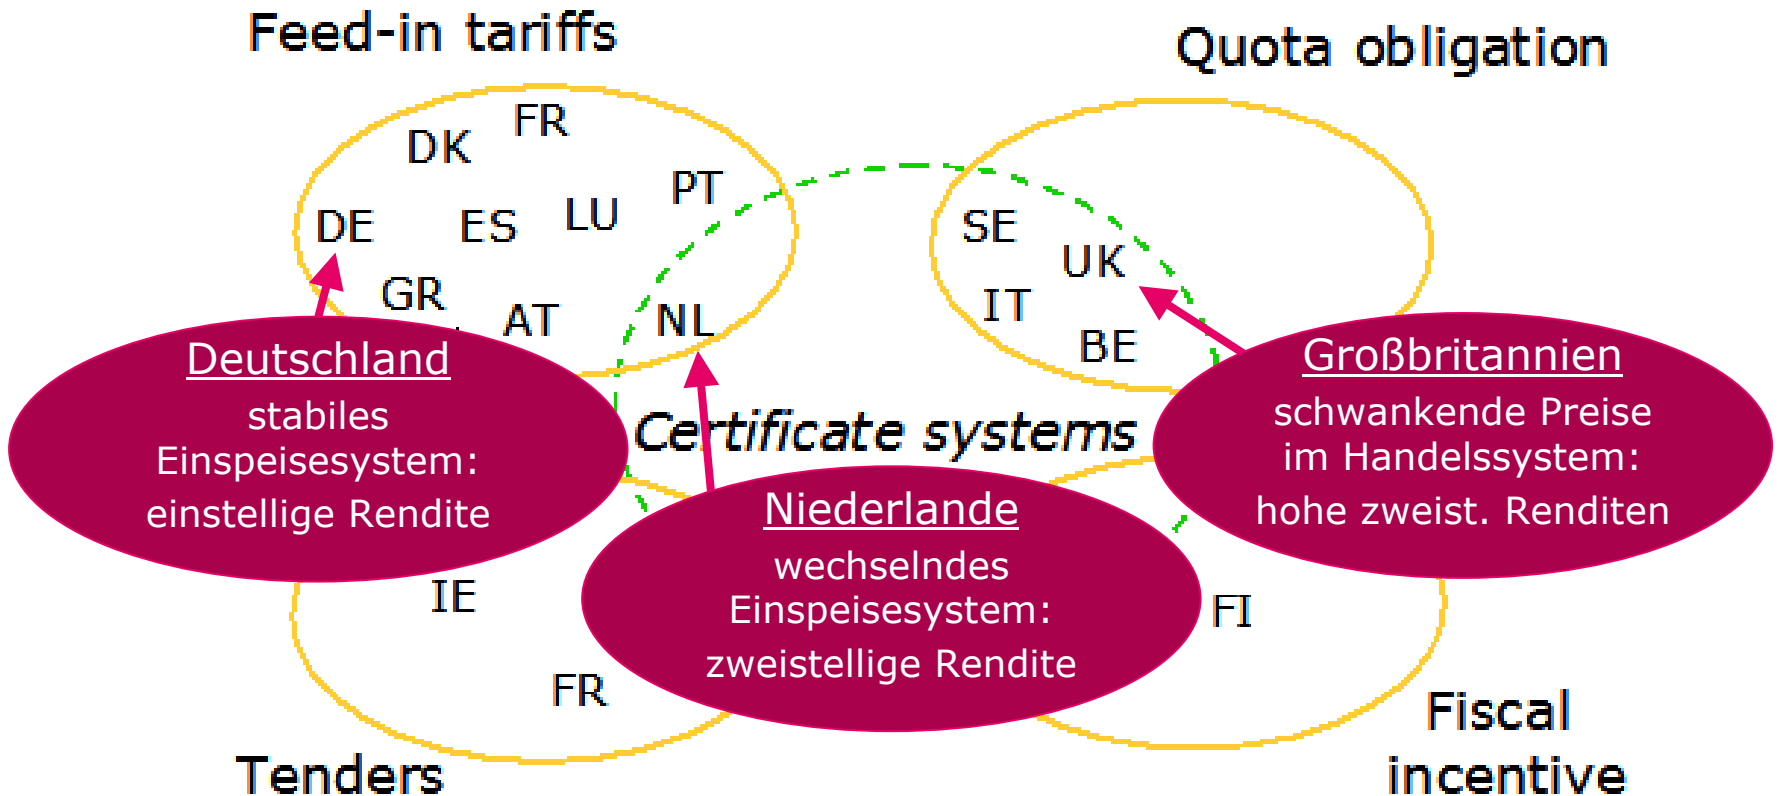 Feed-in tariffs
Quota obligation
FR
DK
PT
DE
ES
LU
SE
UK
GR
AT
NL
IT
BE
Deutschland
stabiles
Einspeisesystem:
einstellige Rendite
Großbritannien
schwankende Preise
im Handelssystem:
hohe zweist. Renditen
Certificate systems
Niederlande
wechselndes
Einspeisesystem:
zweistellige Rendite
IE
FI
FR
Tenders
Fiscal
incentive